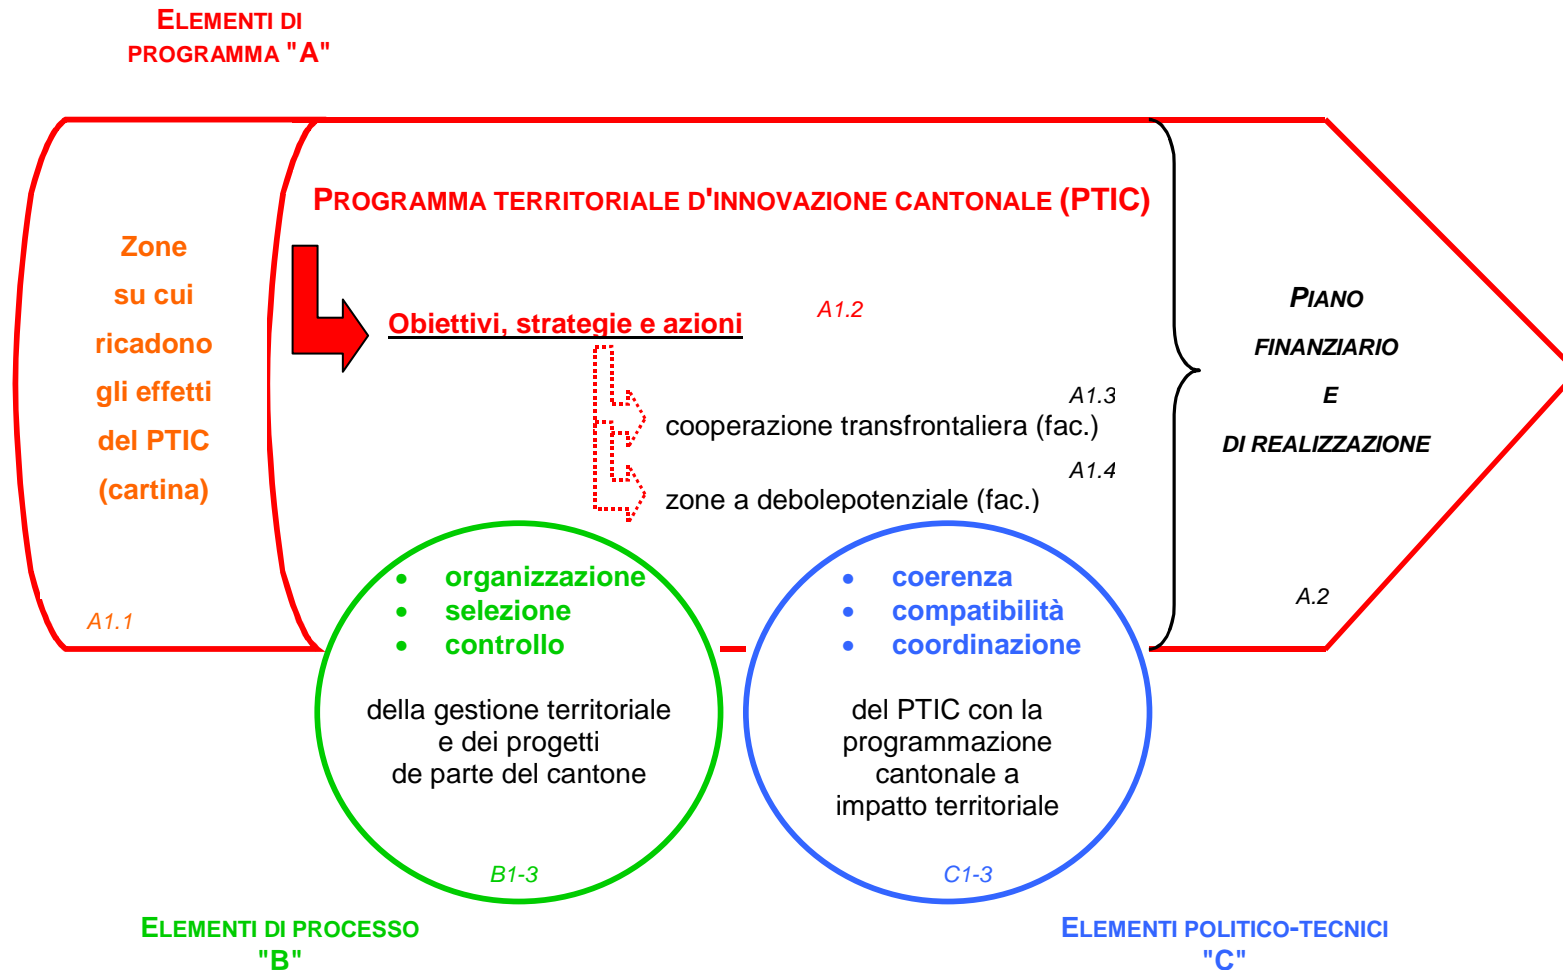 ELEMENTI DI
PROGRAMMA "A"
PROGRAMMA TERRITORIALE D'INNOVAZIONE CANTONALE (PTIC)
Zone
su cui
ricadono
gli effetti
del PTIC
(cartina)
A1.1
Obiettivi, strategie e azioni
A1.2
A1.3
cooperazione transfrontaliera (fac.)
A1.4
zone a debolepotenziale (fac.)
PIANO
FINANZIARIO
E
DI REALIZZAZIONE
A.2
• organizzazione
• selezione
• controllo
della gestione territoriale
e dei progetti
de parte del cantone
B1-3
• coerenza
• compatibilità
• coordinazione
del PTIC con la
programmazione
cantonale a
impatto territoriale
C1-3
ELEMENTI DI PROCESSO
"B"
ELEMENTI POLITICO-TECNICI
"C"